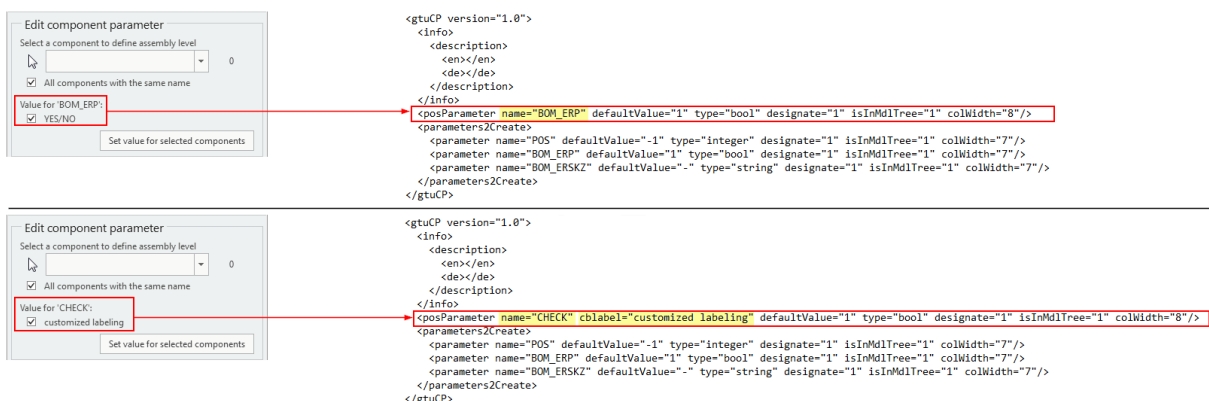 Edit component parameter
Select a component to define assembly level
0
All components with the same name
Value for 'BOM_ERP':
YES/NO
Set value for selected components
<gtuCP version="1.0">
<info>
<description>
<en></en>
<de></de>
</description>
</info>
<posParameter name="BOM_ERP" defaultValue="1" type="bool" designate="1" isInMdlTree="1" colWidth="8"/>
<parameters2Create>
<parameter name="POS" defaultValue="-1" type="integer" designate="1" isInMdlTree="1" colWidth="7"/>
<parameter name="BOM_ERP" defaultValue="1" type="bool" designate="1" isInMdlTree="1" colWidth="7"/>
<parameter name="BOM_ERSKZ" defaultValue="-" type="string" designate="1" isInMdlTree="1" colWidth="7"/>
</parameters2Create>
</gtuCP>
Edit component parameter
Select a component to define assembly level
0
All components with the same name
Value for 'CHECK':
customized labeling
Set value for selected components
<gtuCP version="1.0">
<info>
<description>
<en></en>
<de></de>
</description>
</info>
<posParameter name="CHECK" cblabel="customized labeling" defaultValue="1" type="bool" designate="1" isInMdlTree="1" colWidth="8"/>
<parameters2Create>
<parameter name="POS" defaultValue="-1" type="integer" designate="1" isInMdlTree="1" colWidth="7"/>
<parameter name="BOM_ERP" defaultValue="1" type="bool" designate="1" isInMdlTree="1" colWidth="7"/>
<parameter name="BOM_ERSKZ" defaultValue="-" type="string" designate="1" isInMdlTree="1" colWidth="7"/>
</parameters2Create>
</gtuCP>